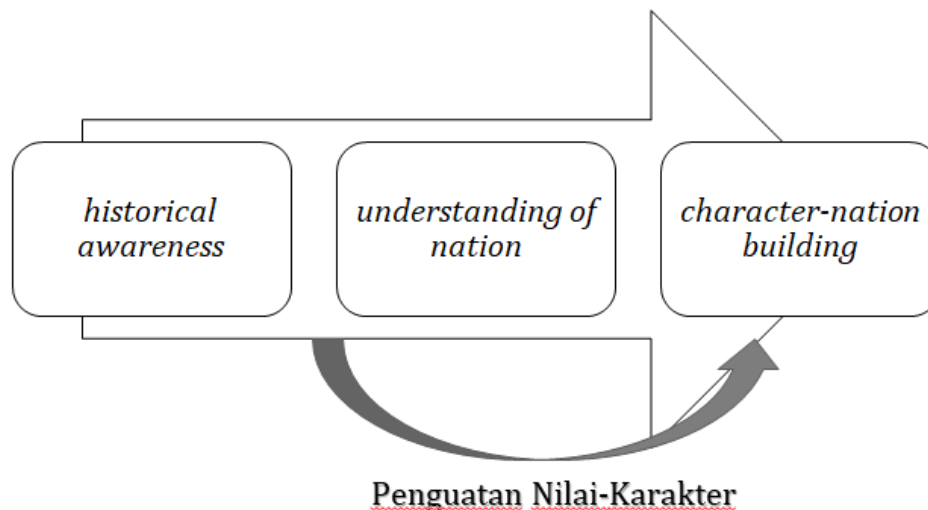 historical
awareness
understanding of
nation
character-nation
building
Penguatan Nilai-Karakter